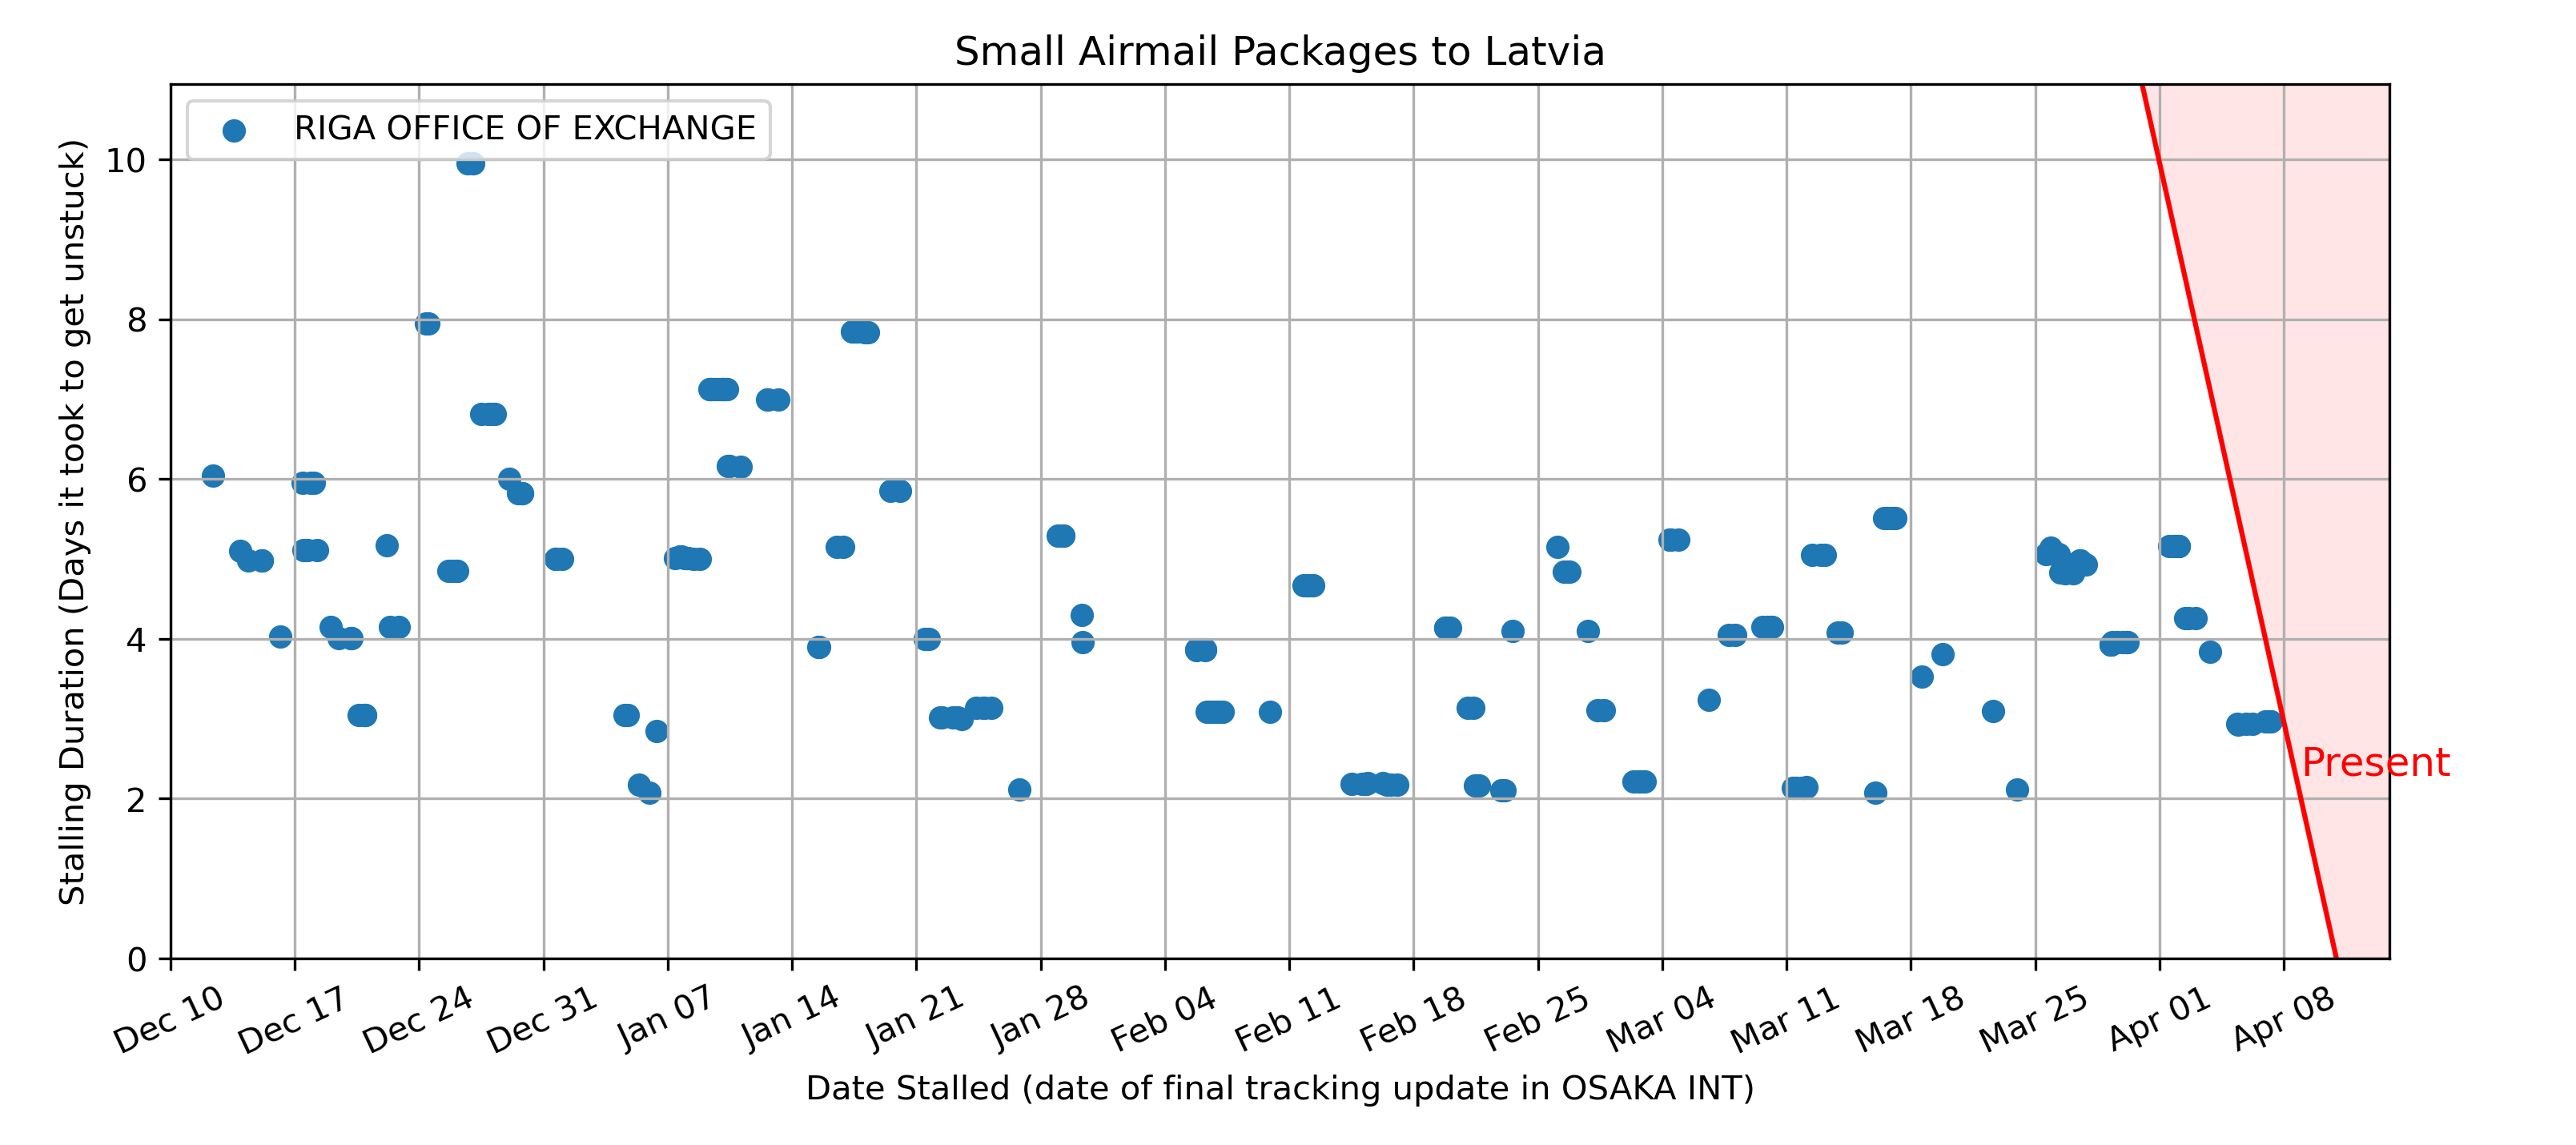 Small Airmail Packages to Latvia
RIGA OFFICE OF EXCHANGE
Stalling Duration (Days it took to get unstuck)
10
8
6
4
2
0
Present
Dec 10
Dec 17
Dec 24
Dec 31
Jan 07
Jan 14
Jan 21
Jan 28
Feb 04
Feb 11
Feb 18
Feb 25
Mar 04
Mar 11
Mar 18
Mar 25
Apr 01
Apr 08
Date Stalled (date of final tracking update in OSAKA INT)